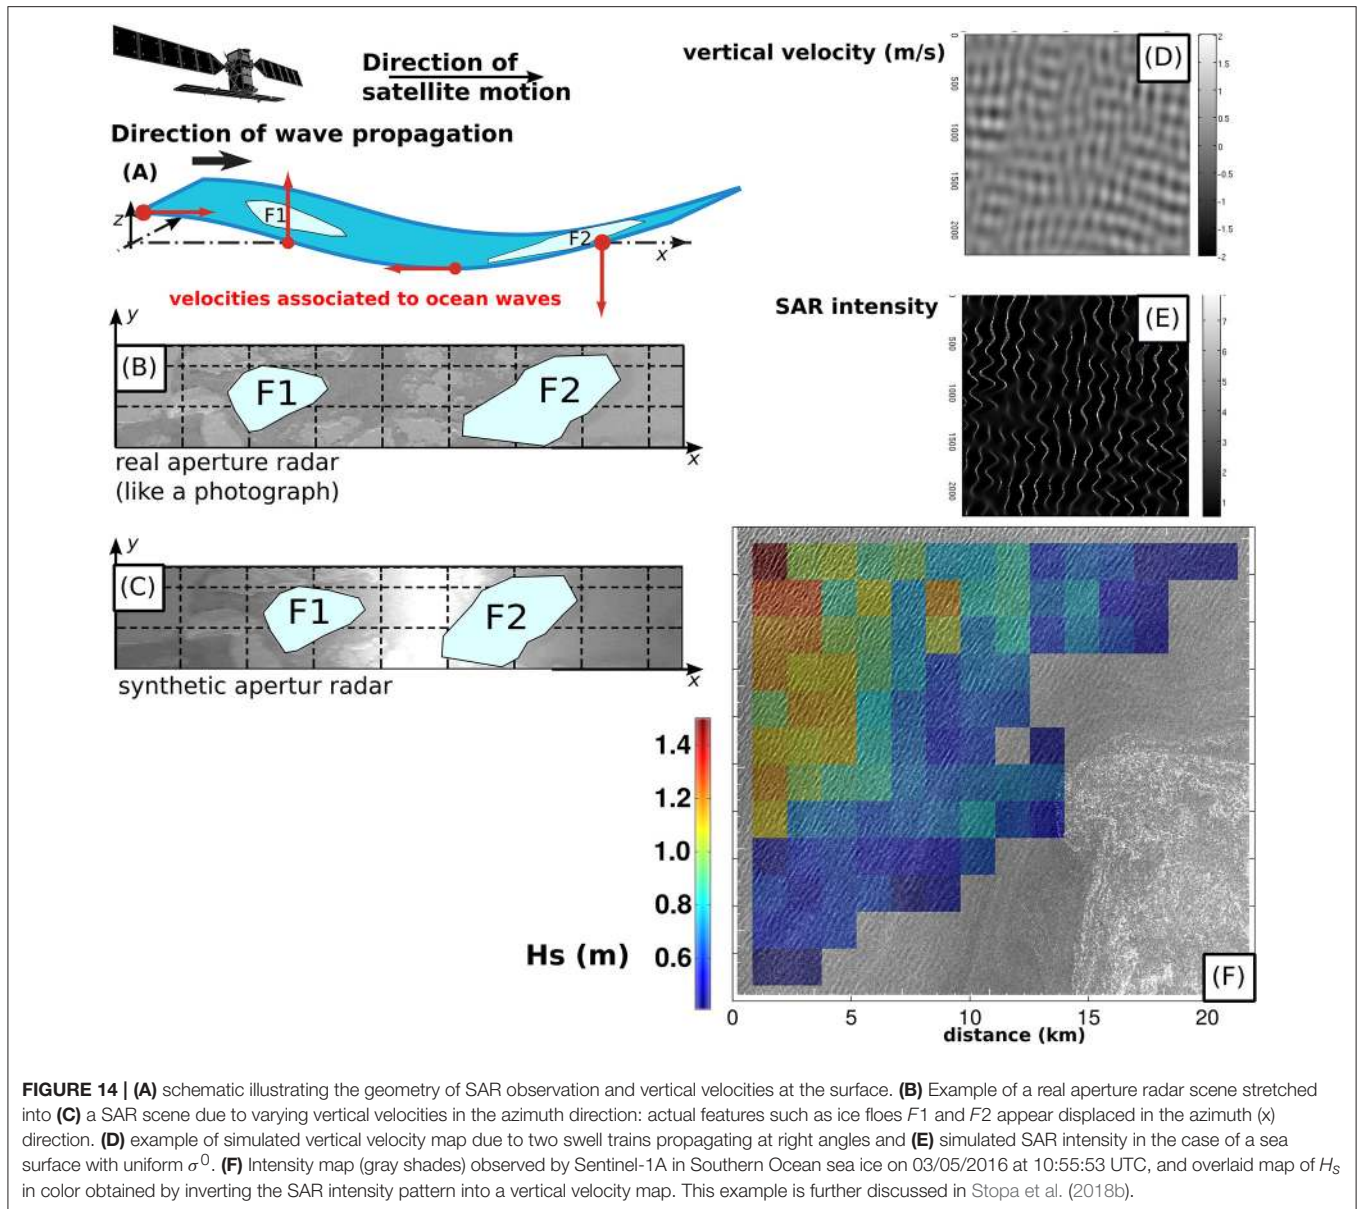 Direction of
satellite motion
Direction of wave propagation
(A)
z
F1
F2
x
velocities associated to ocean waves
y
(B)
F1
F2
x
real aperture radar
(like a photograph)
y
(C)
F1
F2
x
synthetic apertur radar
vertical velocity (m/s)
(D)
0
500
1000
1500
2000
2
1.5
1
0.5
0
-0.5
-1
-1.5
-2
SAR intensity
(E)
0
500
1000
1500
2000
7
6
5
4
3
2
1
1.4
1.2
1.0
0.8
0.6
Hs (m)
(F)
0
5
10
15
20
distance (km)
FIGURE 14 | (A) schematic illustrating the geometry of SAR observation and vertical velocities at the surface. (B) Example of a real aperture radar scene stretched
into (C) a SAR scene due to varying vertical velocities in the azimuth direction: actual features such as ice floes F1 and F2 appear displaced in the azimuth (x)
direction. (D) example of simulated vertical velocity map due to two swell trains propagating at right angles and (E) simulated SAR intensity in the case of a sea
surface with uniform σ⁰. (F) Intensity map (gray shades) observed by Sentinel-1A in Southern Ocean sea ice on 03/05/2016 at 10:55:53 UTC, and overlaid map of Hₛ
in color obtained by inverting the SAR intensity pattern into a vertical velocity map. This example is further discussed in Stopa et al. (2018b).